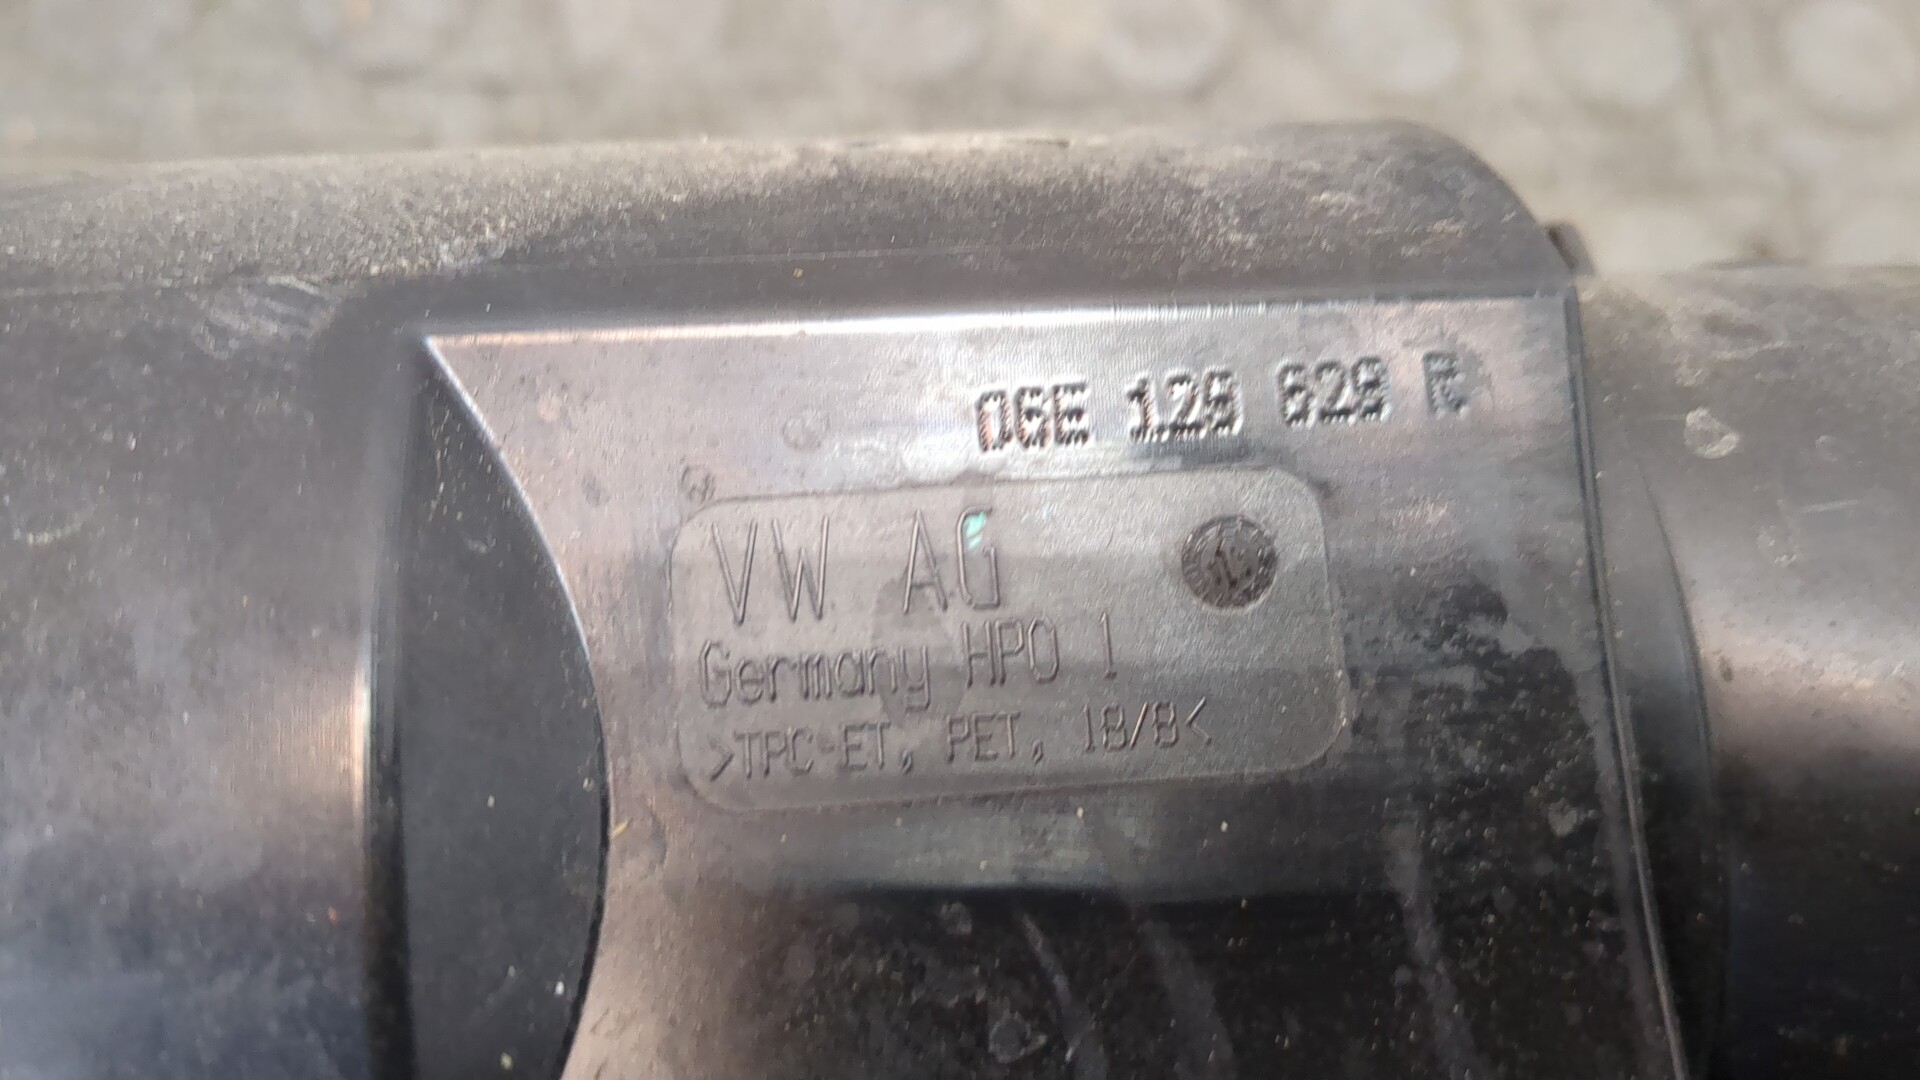 06E 129 629
VW AG
Germany HPO 1
>TPC-ET, PET, 18/8<